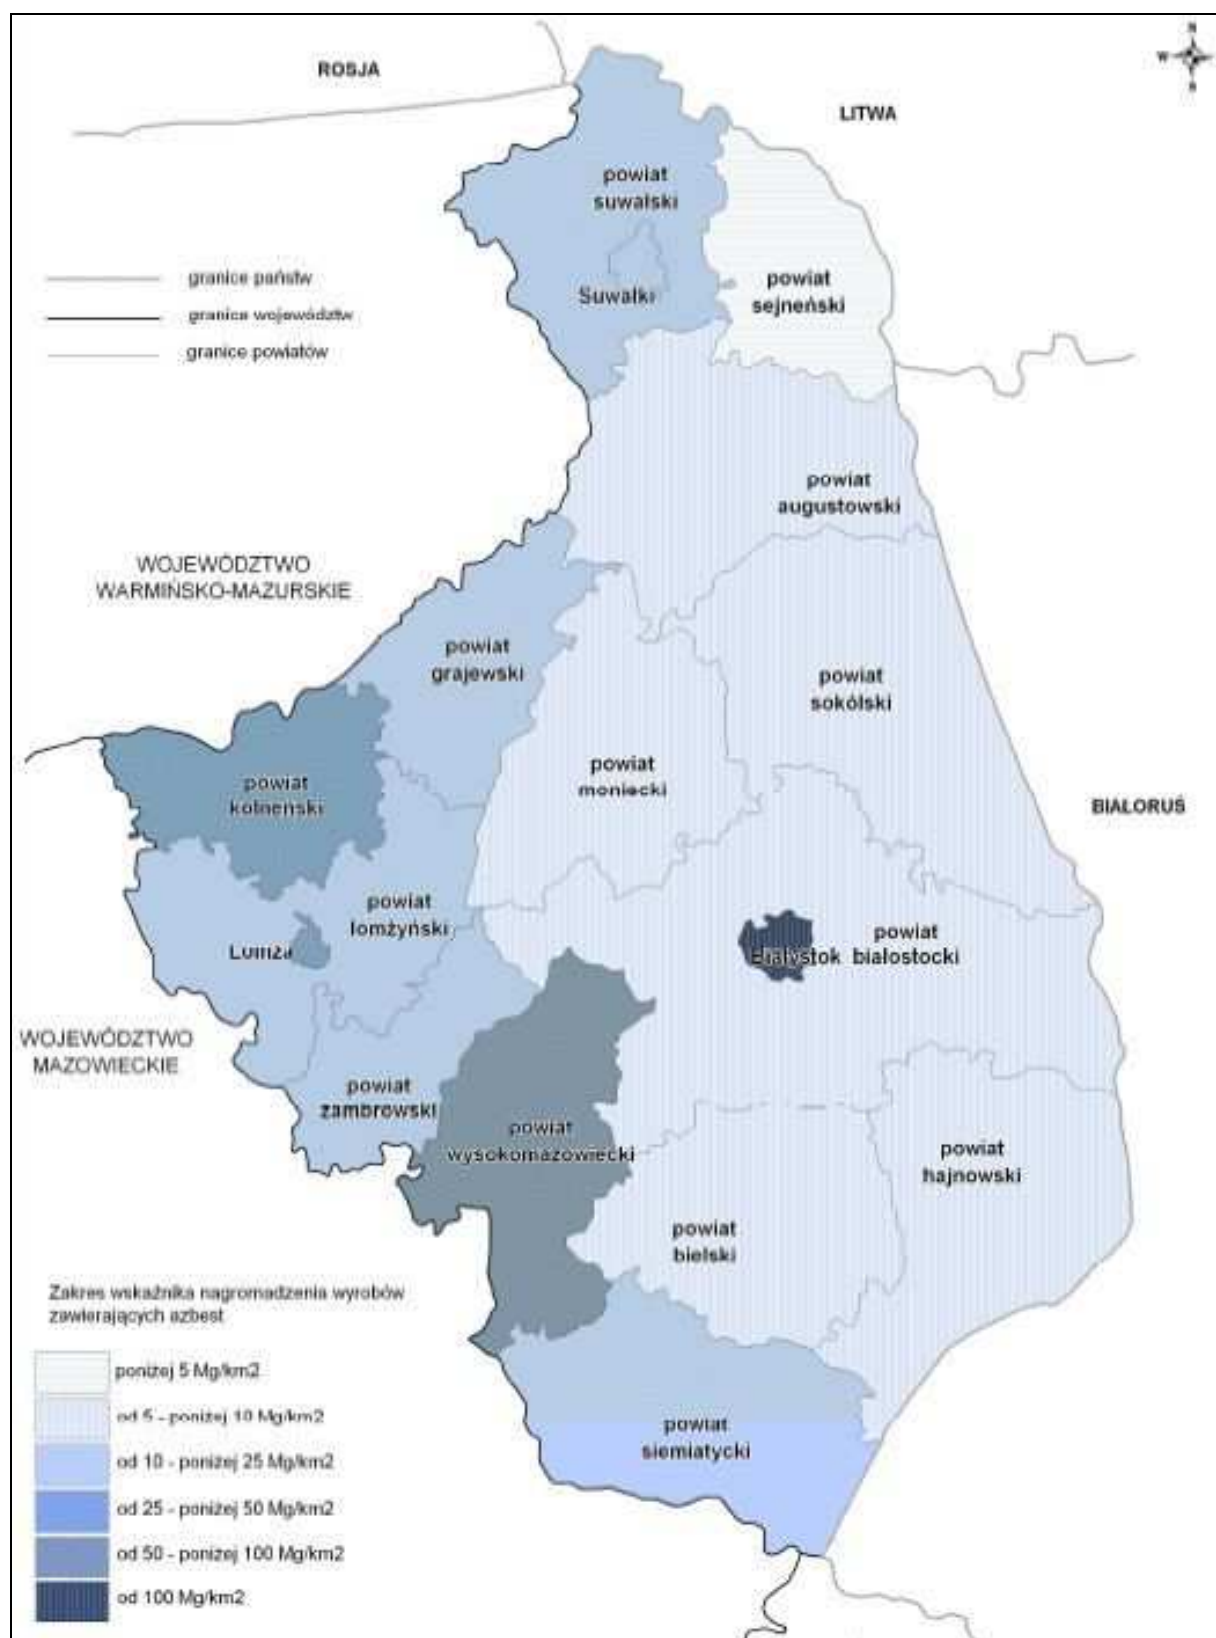 N
W
S
ROSJA
LITWA
powiat
suwalski
Suwałki
powiat
sejneński
granice państw
granice województw
granice powiatów
powiat
augustowski
WOJEWÓDZTWO
WARMIŃSKO-MAZURSKIE
powiat
grajewski
powiat
sokólski
powiat
moniecki
powiat
kolneński
BIAŁORUŚ
powiat
łomżyński
Łomża
powiat
Białystok białostocki
WOJEWÓDZTWO
MAZOWIECKIE
powiat
zambrowski
powiat
wysokomazowiecki
powiat
hajnowski
powiat
bielski
Zakres wskaźnika nagromadzenia wyrobów
zawierających azbest
poniżej 5 Mg/km2
od 5 - poniżej 10 Mg/km2
od 10 - poniżej 25 Mg/km2
od 25 - poniżej 50 Mg/km2
od 50 - poniżej 100 Mg/km2
od 100 Mg/km2
powiat
siemiatycki